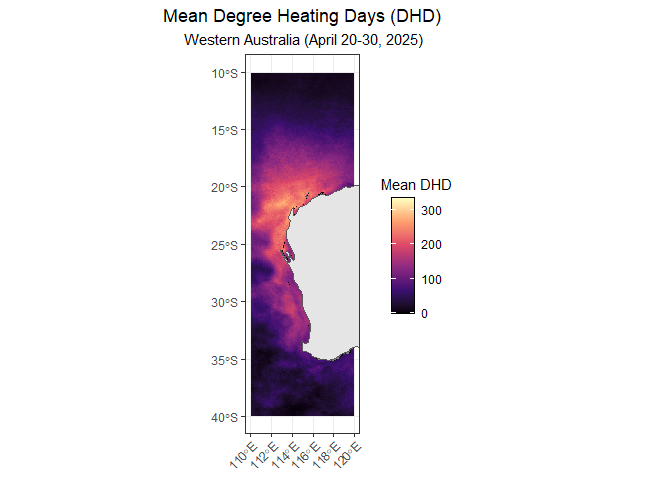 Mean Degree Heating Days (DHD)
Western Australia (April 20-30, 2025)
10°S
15°S
20°S
25°S
30°S
35°S
40°S
110°E
112°E
114°E
116°E
118°E
120°E
Mean DHD
300
200
100
0